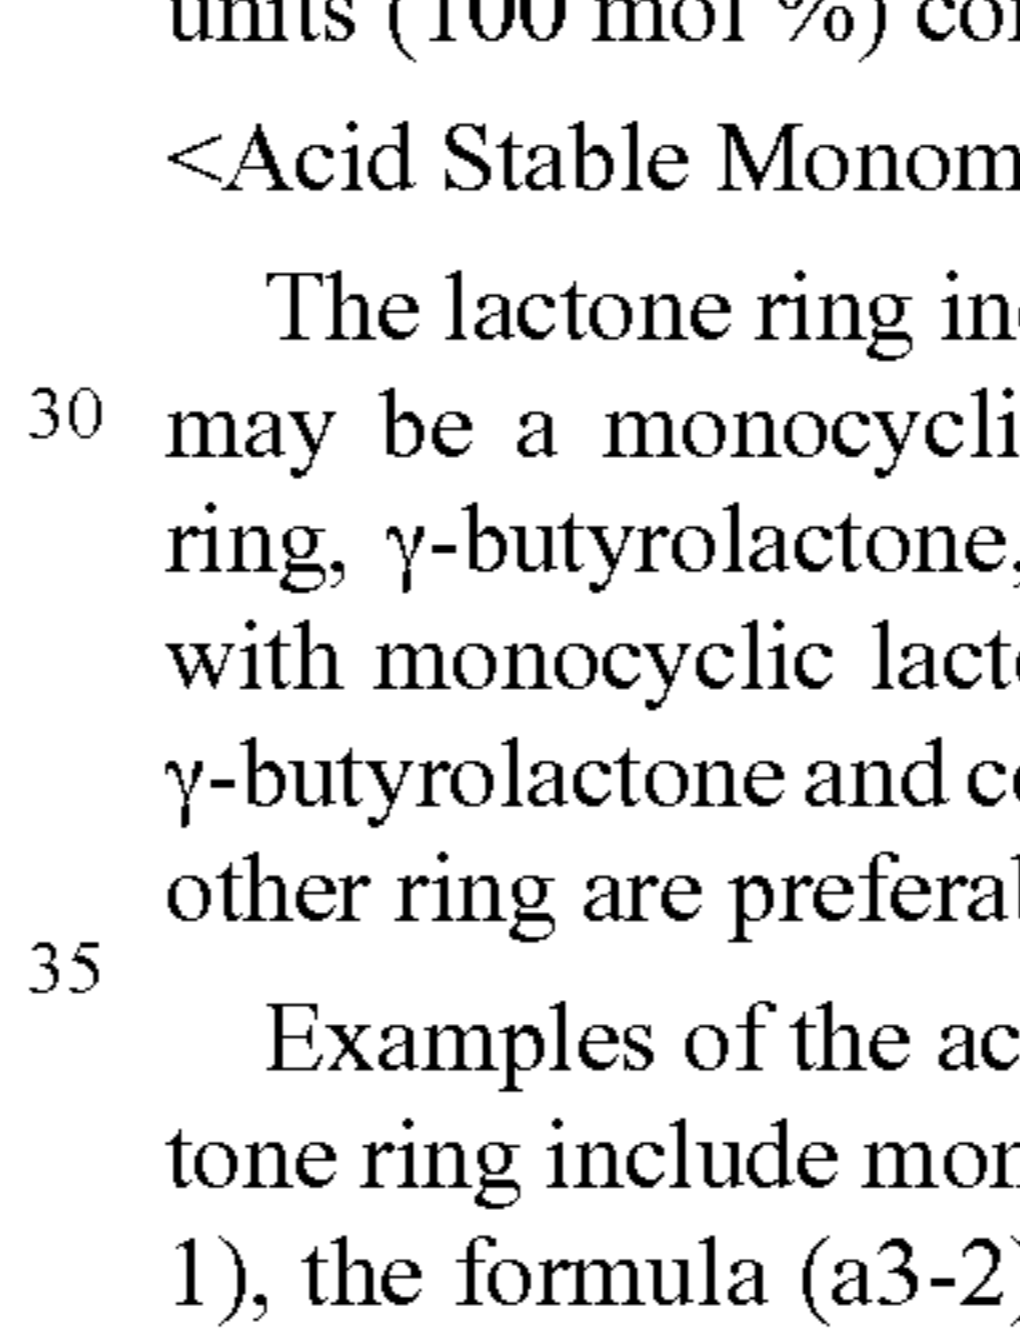 units (100 mol %) co
<Acid Stable Monom
The lactone ring in
30 may be a monocycli
ring, γ-butyrolactone,
with monocyclic lact
γ-butyrolactone and c
other ring are prefera
35
Examples of the ac
tone ring include mon
1), the formula (a3-2)